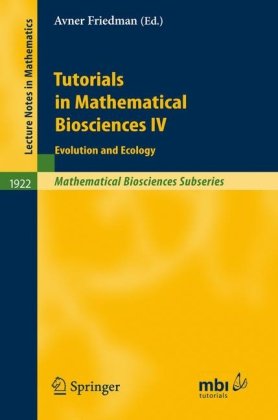 Avner Friedman (Ed.)
Lecture Notes in Mathematics
Tutorials
in Mathematical
Biosciences IV
Evolution and Ecology
1922
Mathematical Biosciences Subseries
Springer
mbi
tutorials